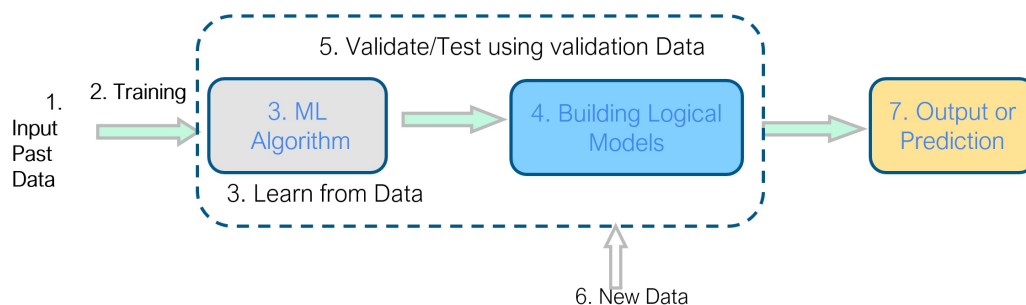 5. Validate/Test using validation Data
1.
Input
Past
Data
2. Training
3. ML
Algorithm
4. Building Logical
Models
7. Output or
Prediction
3. Learn from Data
6. New Data